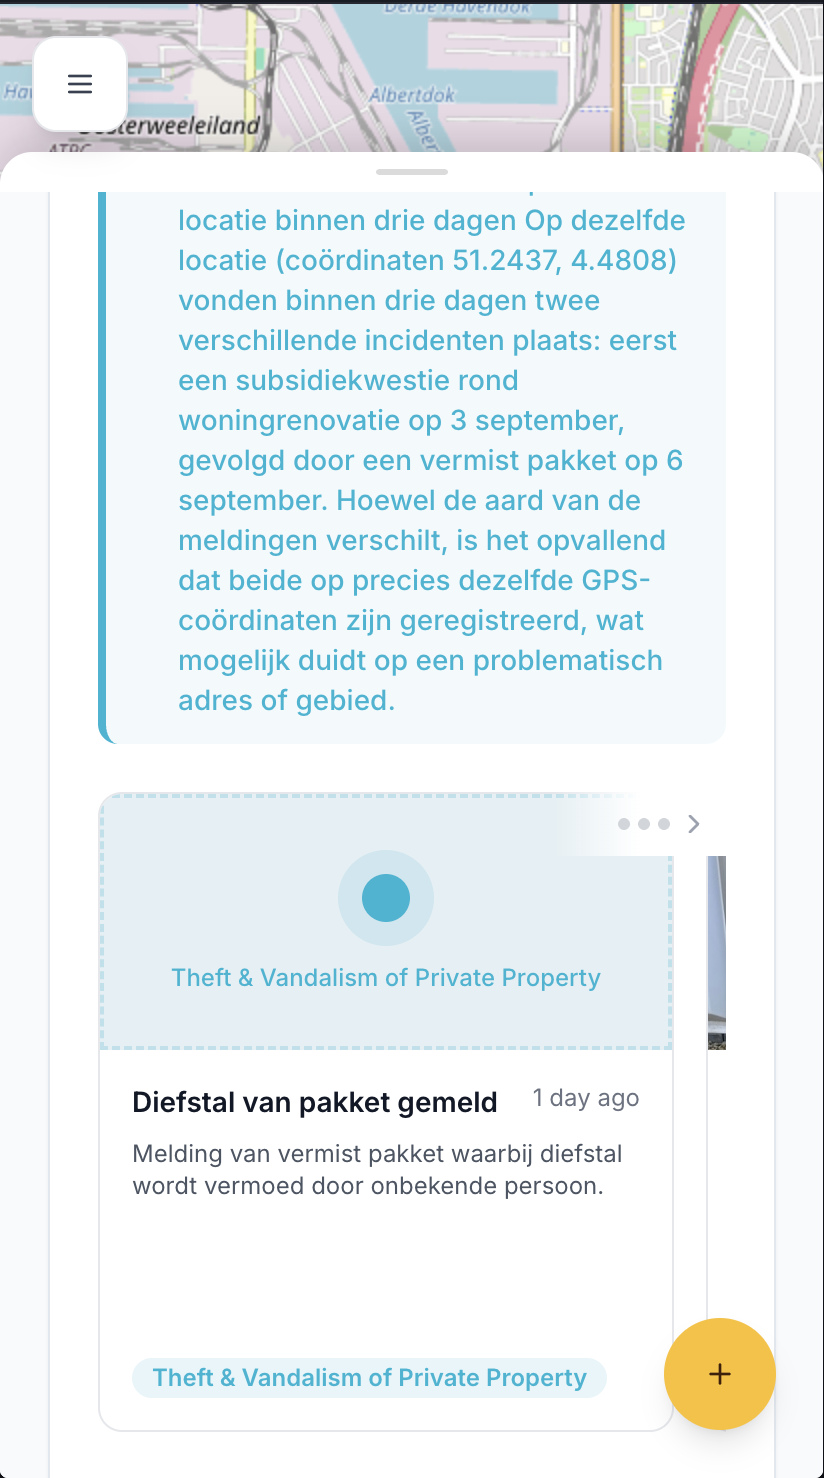 Derde Havendok
Albertdok
Oosterweeleiland
locatie binnen drie dagen Op dezelfde
locatie (coördinaten 51.2437, 4.4808)
vonden binnen drie dagen twee
verschillende incidenten plaats: eerst
een subsidiekwestie rond
woningrenovatie op 3 september,
gevolgd door een vermist pakket op 6
september. Hoewel de aard van de
meldingen verschilt, is het opvallend
dat beide op precies dezelfde GPS-
coördinaten zijn geregistreerd, wat
mogelijk duidt op een problematisch
adres of gebied.
Theft & Vandalism of Private Property
Diefstal van pakket gemeld
1 day ago
Melding van vermist pakket waarbij diefstal
wordt vermoed door onbekende persoon.
Theft & Vandalism of Private Property